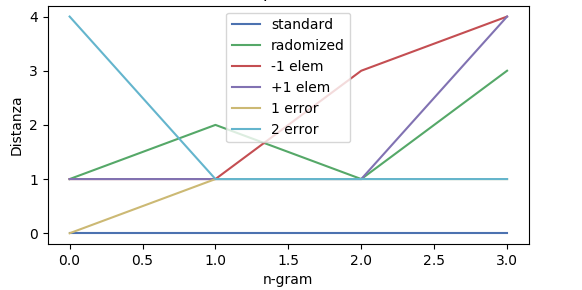 4
3
2
1
0
Distanza
standard
radomized
-1 elem
+1 elem
1 error
2 error
0.0 0.5 1.0 1.5 2.0 2.5 3.0
n-gram